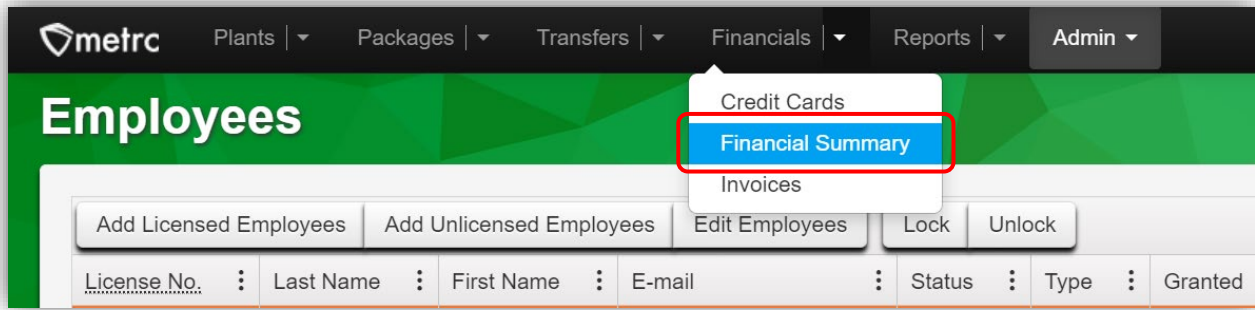 metrc Plants Packages Transfers Financials Reports Admin
Employees
Credit Cards
Financial Summary
Invoices
Add Licensed Employees Add Unlicensed Employees Edit Employees Lock Unlock
License No. Last Name First Name E-mail Status Type Granted